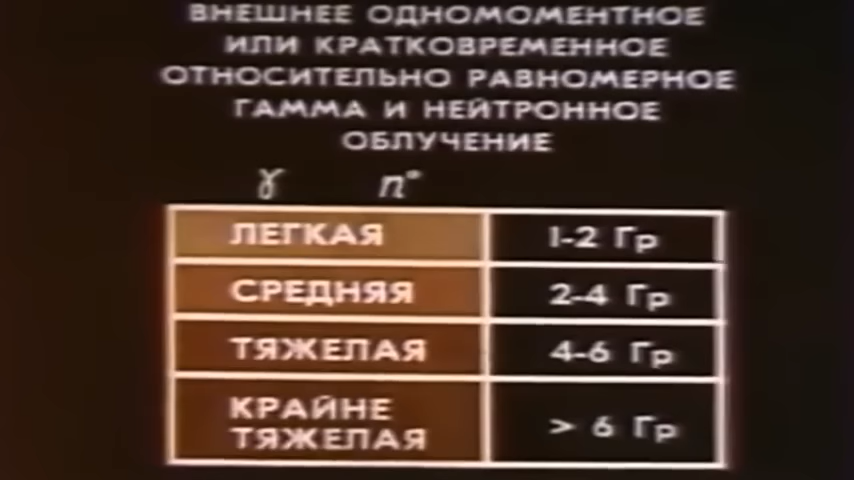 ВНЕШНЕЕ ОДНОМОМЕНТНОЕ
ИЛИ КРАТКОВРЕМЕННОЕ
ОТНОСИТЕЛЬНО РАВНОМЕРНОЕ
ГАММА И НЕЙТРОННОЕ
ОБЛУЧЕНИЕ
γ n°
ЛЕГКАЯ 1-2 Гр
СРЕДНЯЯ 2-4 Гр
ТЯЖЕЛАЯ 4-6 Гр
КРАЙНЕ
ТЯЖЕЛАЯ > 6 Гр